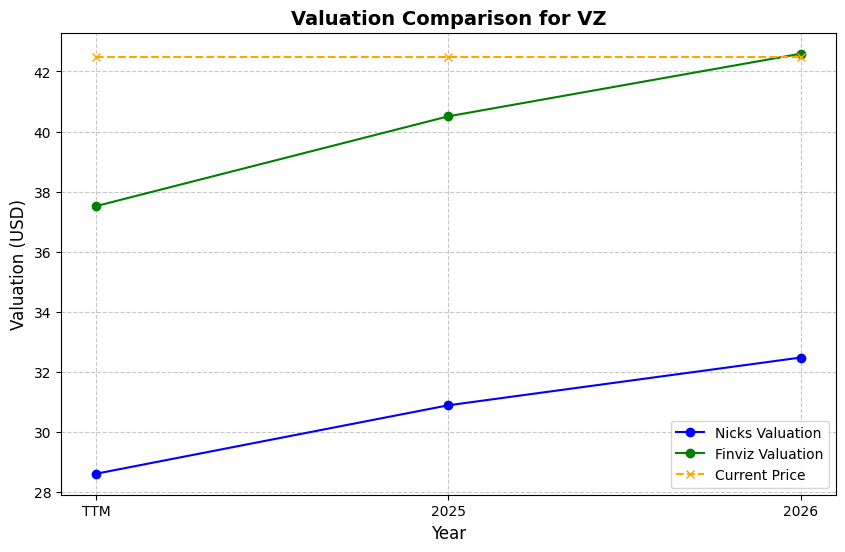 Valuation Comparison for VZ
Valuation (USD)
42
40
38
36
34
32
30
28
TTM
2025
2026
Year
Nicks Valuation
Finviz Valuation
Current Price